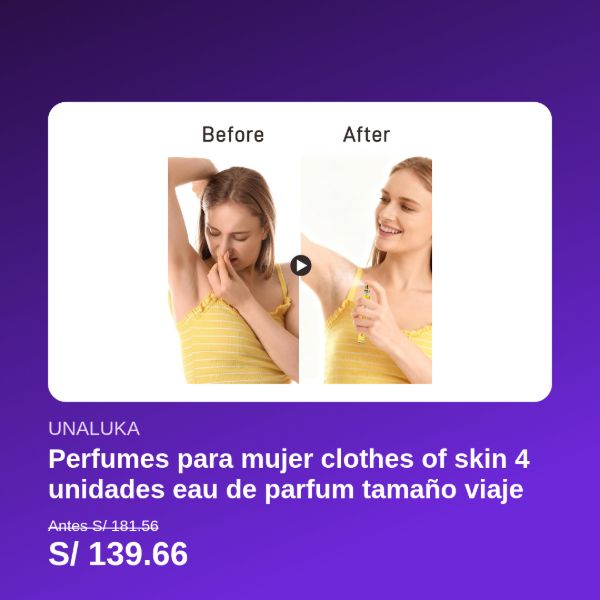 Before After
UNALUKA
Perfumes para mujer clothes of skin 4
unidades eau de parfum tamaño viaje
Antes S/ 181.56
S/ 139.66